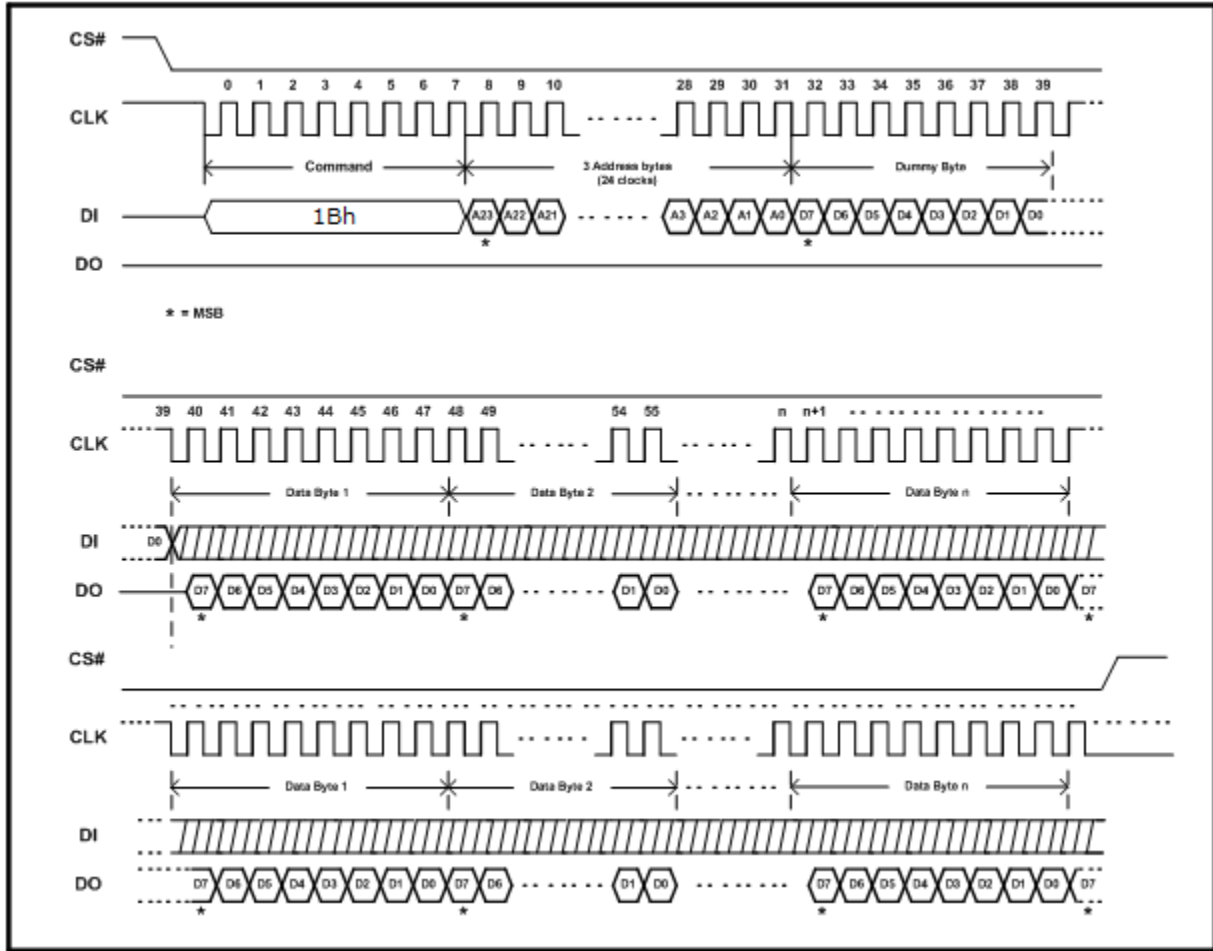 CS#
0 1 2 3 4 5 6 7 8 9 10 28 29 30 31 32 33 34 35 36 37 38 39
CLK
Command 3 Address bytes (24 clocks) Dummy Byte
DI 1Bh A23 A22 A21 A3 A2 A1 A0 D7 D6 D5 D4 D3 D2 D1 D0
* *
DO
* = MSB
CS#
39 40 41 42 43 44 45 46 47 48 49 54 55 n n+1
CLK
Data Byte 1 Data Byte 2 Data Byte n
DI D0
DO D7 D6 D5 D4 D3 D2 D1 D0 D7 D6 D1 D0 D7 D6 D5 D4 D3 D2 D1 D0 D7
* * * *
CS#
CLK
Data Byte 1 Data Byte 2 Data Byte n
DI
DO D7 D6 D5 D4 D3 D2 D1 D0 D7 D6 D1 D0 D7 D6 D5 D4 D3 D2 D1 D0 D7
* * * *